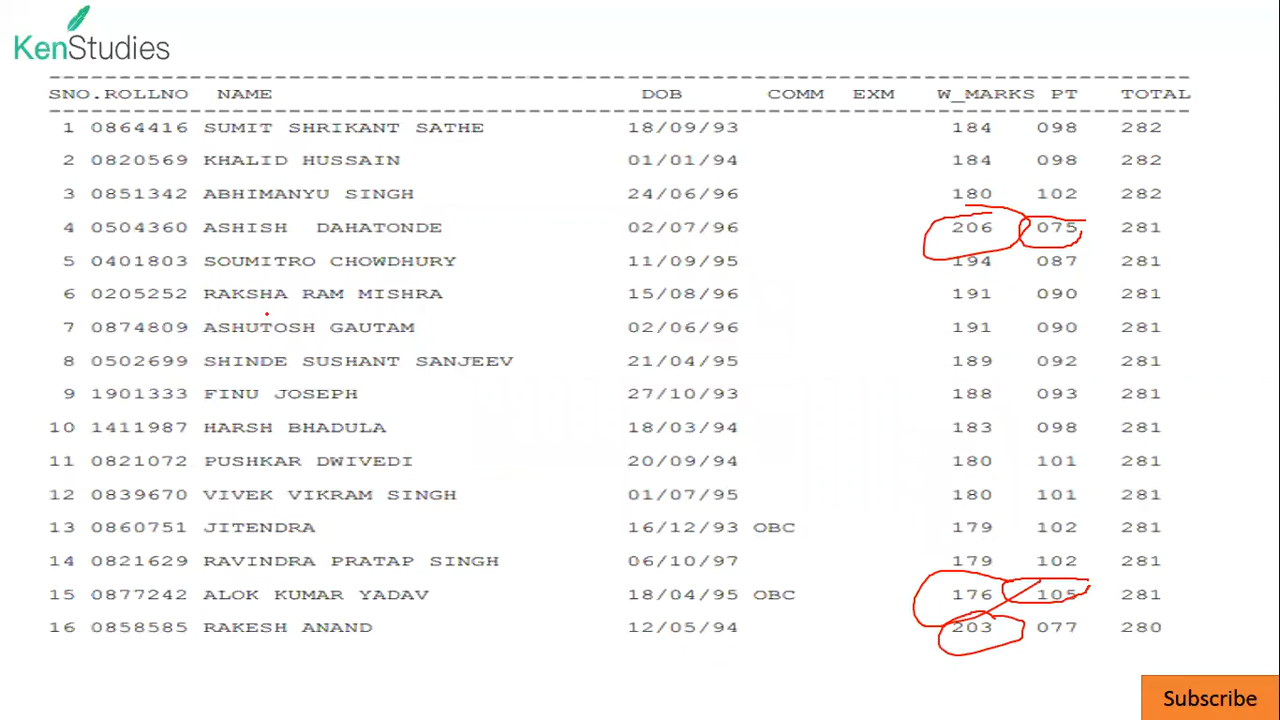 KenStudies
SNO.ROLLNO NAME DOB COMM EXM W_MARKS PT TOTAL
1 0864416 SUMIT SHRIKANT SATHE 18/09/93 184 098 282
2 0820569 KHALID HUSSAIN 01/01/94 184 098 282
3 0851342 ABHIMANYU SINGH 24/06/96 180 102 282
4 0504360 ASHISH DAHATONDE 02/07/96 206 075 281
5 0401803 SOUMITRO CHOWDHURY 11/09/95 194 087 281
6 0205252 RAKSHA RAM MISHRA 15/08/96 191 090 281
7 0874809 ASHUTOSH GAUTAM 02/06/96 191 090 281
8 0502699 SHINDE SUSHANT SANJEEV 21/04/95 189 092 281
9 1901333 FINU JOSEPH 27/10/93 188 093 281
10 1411987 HARSH BHADULA 18/03/94 183 098 281
11 0821072 PUSHKAR DWIVEDI 20/09/94 180 101 281
12 0839670 VIVEK VIKRAM SINGH 01/07/95 180 101 281
13 0860751 JITENDRA 16/12/93 OBC 179 102 281
14 0821629 RAVINDRA PRATAP SINGH 06/10/97 179 102 281
15 0877242 ALOK KUMAR YADAV 18/04/95 OBC 176 105 281
16 0858585 RAKESH ANAND 12/05/94 203 077 280
Subscribe